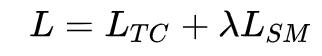 L = L_{TC} + λL_{SM}